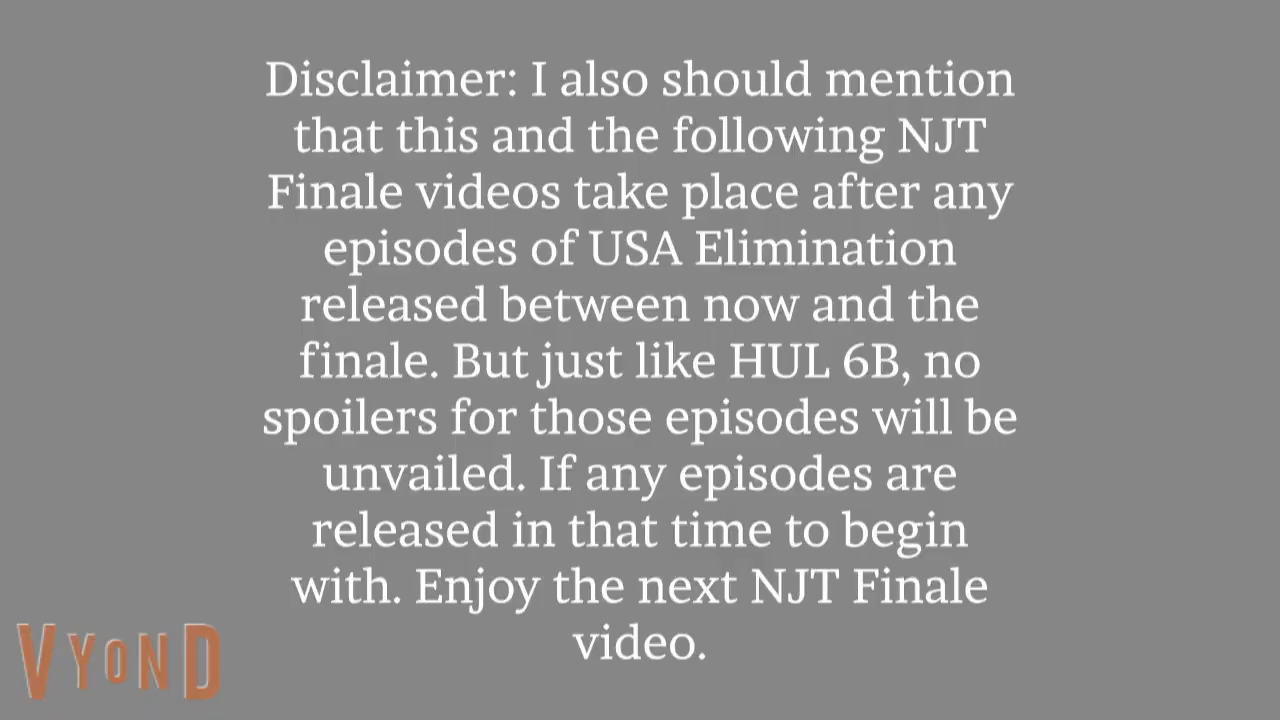 Disclaimer: I also should mention
that this and the following NJT
Finale videos take place after any
episodes of USA Elimination
released between now and the
finale. But just like HUL 6B, no
spoilers for those episodes will be
unvailed. If any episodes are
released in that time to begin
with. Enjoy the next NJT Finale
video.
VYOND